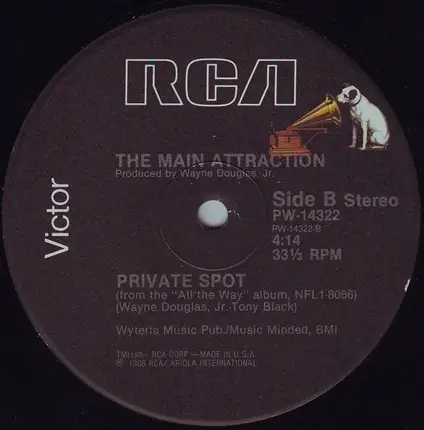 RCA
Victor
THE MAIN ATTRACTION
Produced by Wayne Douglas, Jr.
Side B Stereo
PW-14322
PW-14322-B
4:14
33⅓ RPM
PRIVATE SPOT
(from the "All the Way" album, NFL1-8066)
(Wayne Douglas, Jr.-Tony Black)
Wyteria Music Pub./Music Minded, BMI
RCA CORP — MADE IN U.S.A.
1986 RCA/ARIOLA INTERNATIONAL